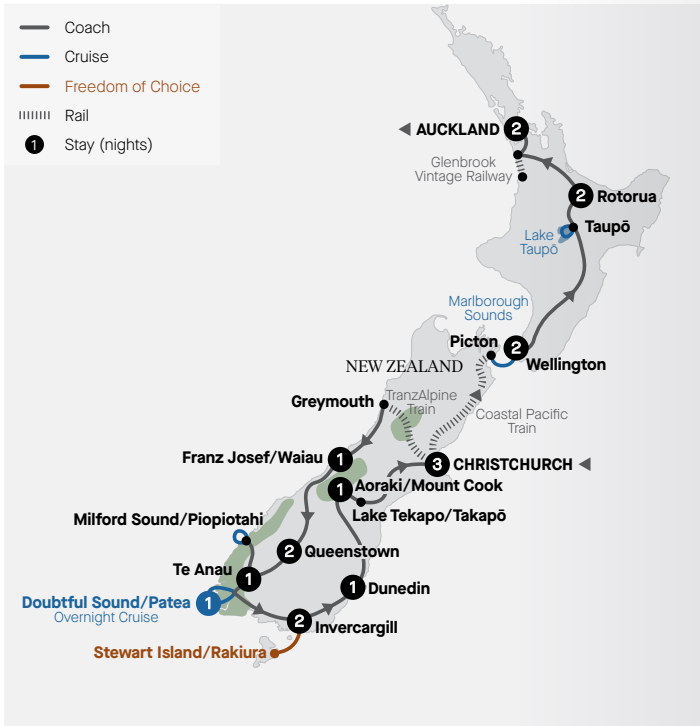 Coach
Cruise
Freedom of Choice
Rail
1 Stay (nights)
AUCKLAND 2
Glenbrook
Vintage Railway
2 Rotorua
Taupō
Lake
Taupō
Marlborough
Sounds
Picton
2
Wellington
NEW ZEALAND
Greymouth
TranzAlpine
Train
Coastal Pacific
Train
Franz Josef/Waiau 1
3 CHRISTCHURCH
1 Aoraki/Mount Cook
Lake Tekapo/Takapō
Milford Sound/Piopiotahi
2 Queenstown
Te Anau
1
1 Dunedin
Doubtful Sound/Patea 1
Overnight Cruise
2 Invercargill
Stewart Island/Rakiura